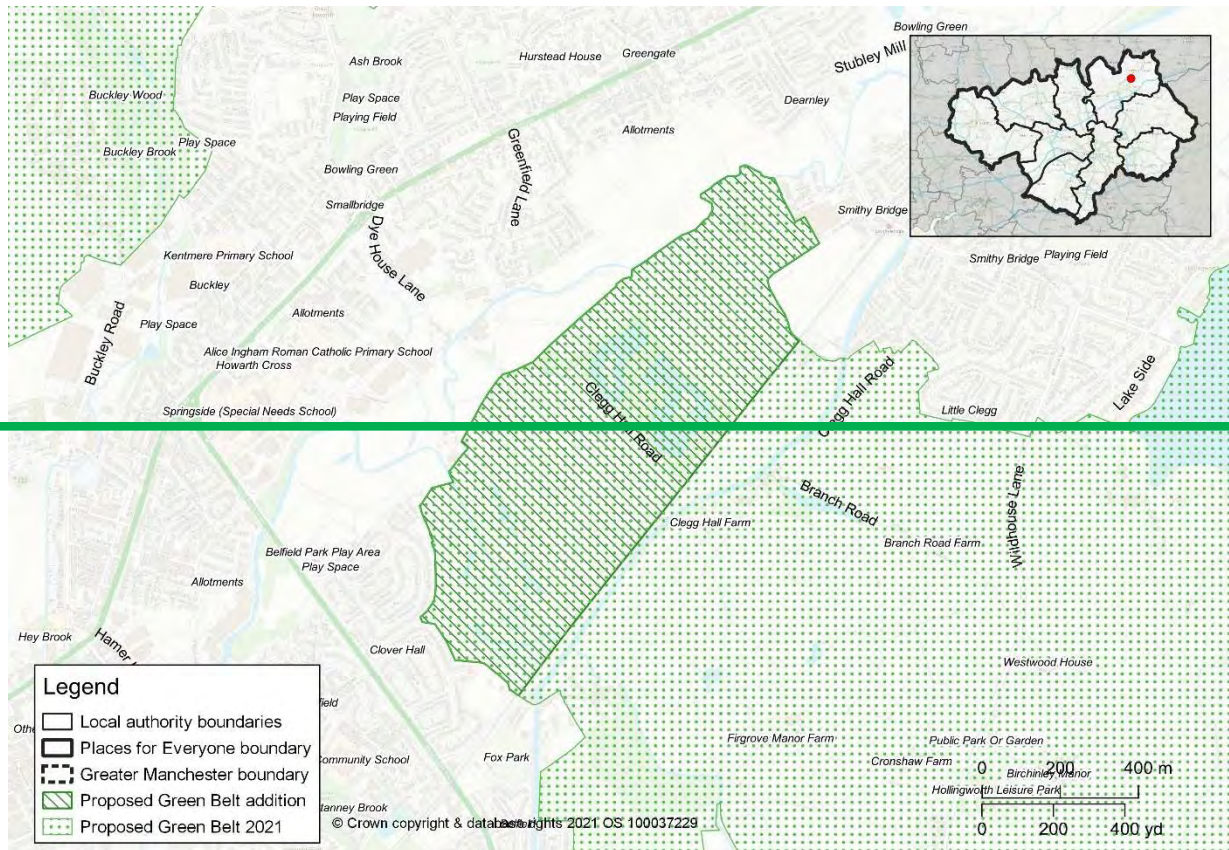 Bowling Green
Stubley Mill
Ash Brook
Hurstead House
Greengate
Buckley Wood
Play Space
Playing Field
Dearnley
Allotments
Greenfield Lane
Buckley Brook
Play Space
Bowling Green
Smallbridge
Smithy Bridge
Dye House Lane
Kentmere Primary School
Buckley
Smithy Bridge
Playing Field
Buckley Road
Play Space
Allotments
Alice Ingham Roman Catholic Primary School
Howarth Cross
Springside (Special Needs School)
Clegg Hall Road
Clegg Hall Road
Lake Side
Little Clegg
Branch Road
Wildhouse Lane
Clegg Hall Farm
Branch Road Farm
Belfield Park Play Area
Play Space
Allotments
Hey Brook
Hamer
Clover Hall
Westwood House
Legend
Local authority boundaries
Places for Everyone boundary
Greater Manchester boundary
Proposed Green Belt addition
Proposed Green Belt 2021
field
Othe
ommunity School
Fox Park
Firgrove Manor Farm
Public Park Or Garden
Cronshaw Farm
Birchinley Manor
Hollingworth Leisure Park
tanney Brook
0 200 400 m
0 200 400 yd
© Crown copyright & database rights 2021 OS 100037229